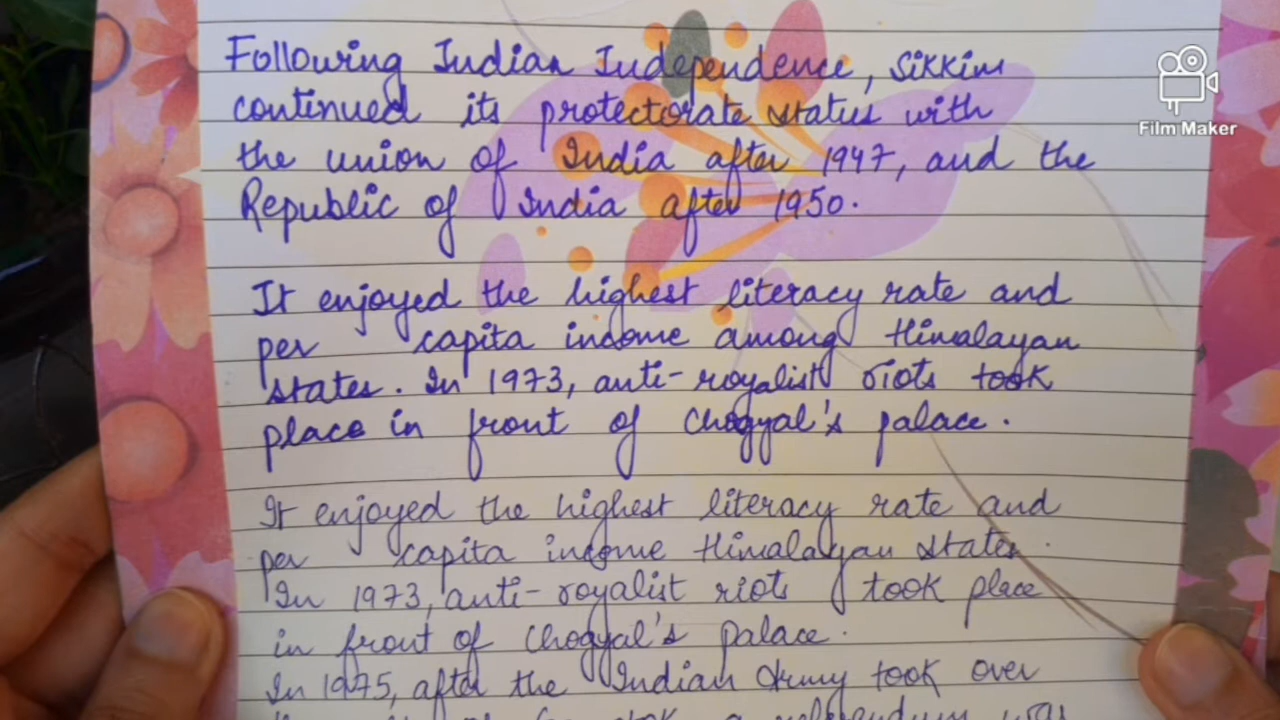 Following Indian Independence, Sikkim
continued its protectorate status with
the union of India after 1947, and the
Republic of India after 1950.
It enjoyed the highest literacy rate and
per capita income among Himalayan
states. In 1973, anti-royalist riots took
place in front of Chogyal's palace.
It enjoyed the highest literacy rate and
per capita income Himalayan states.
In 1973, anti-royalist riots took place
in front of Chogyal's palace.
In 1975, after the Indian Army took over
a referendum was
Film Maker